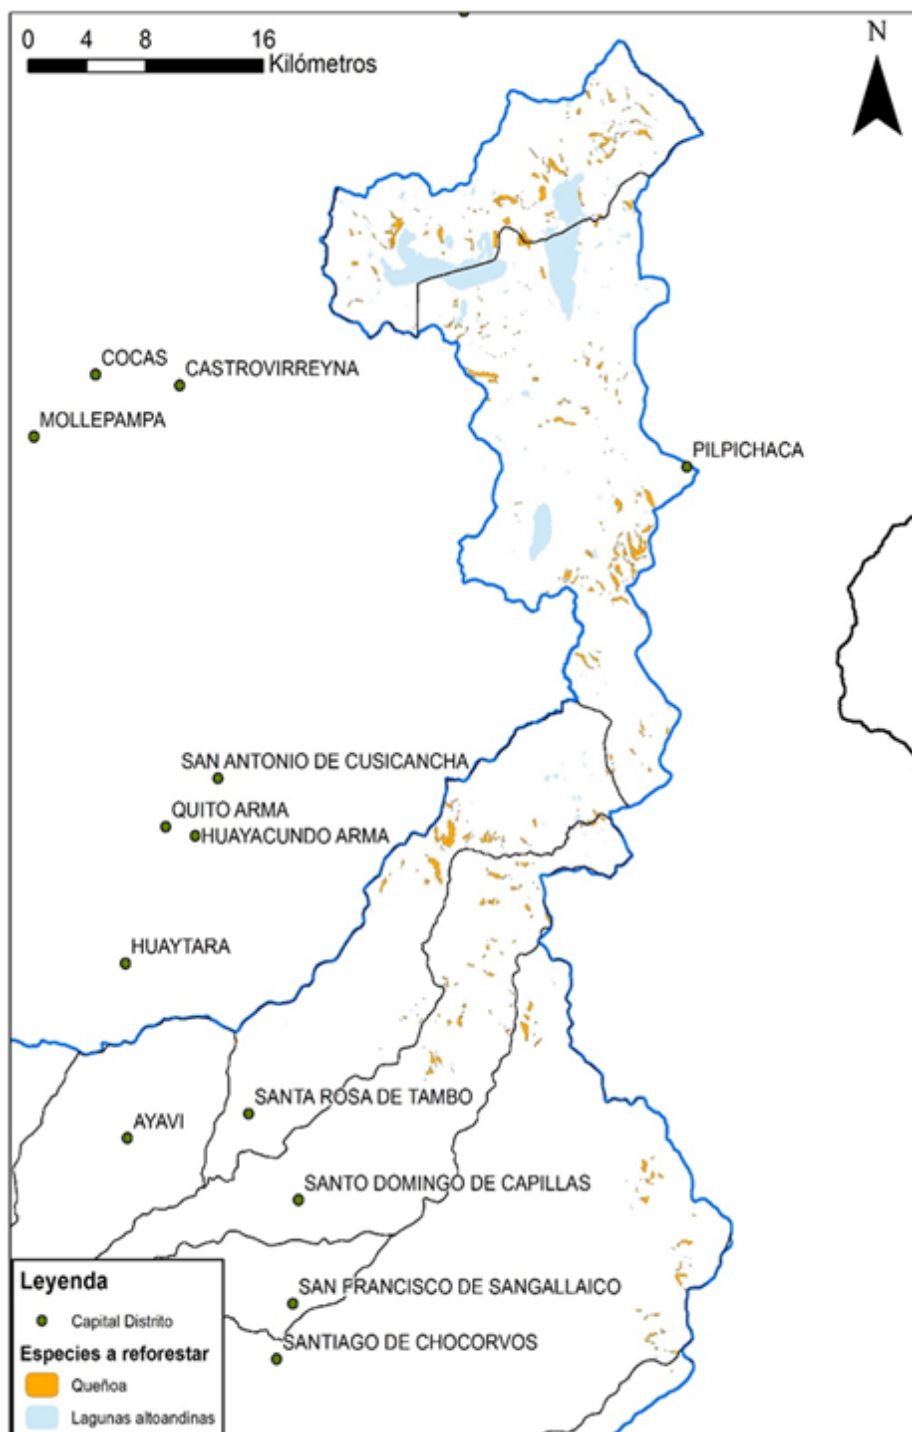 0 4 8 16
Kilómetros
N
COCAS
CASTROVIRREYNA
MOLLEPAMPA
PILPICHACA
SAN ANTONIO DE CUSICANCHA
QUITO ARMA
HUAYACUNDO ARMA
HUAYTARA
SANTA ROSA DE TAMBO
AYAVI
SANTO DOMINGO DE CAPILLAS
SAN FRANCISCO DE SANGALLAICO
SANTIAGO DE CHOCORVOS
Leyenda
Capital Distrito
Especies a reforestar
Queñoa
Lagunas altoandinas